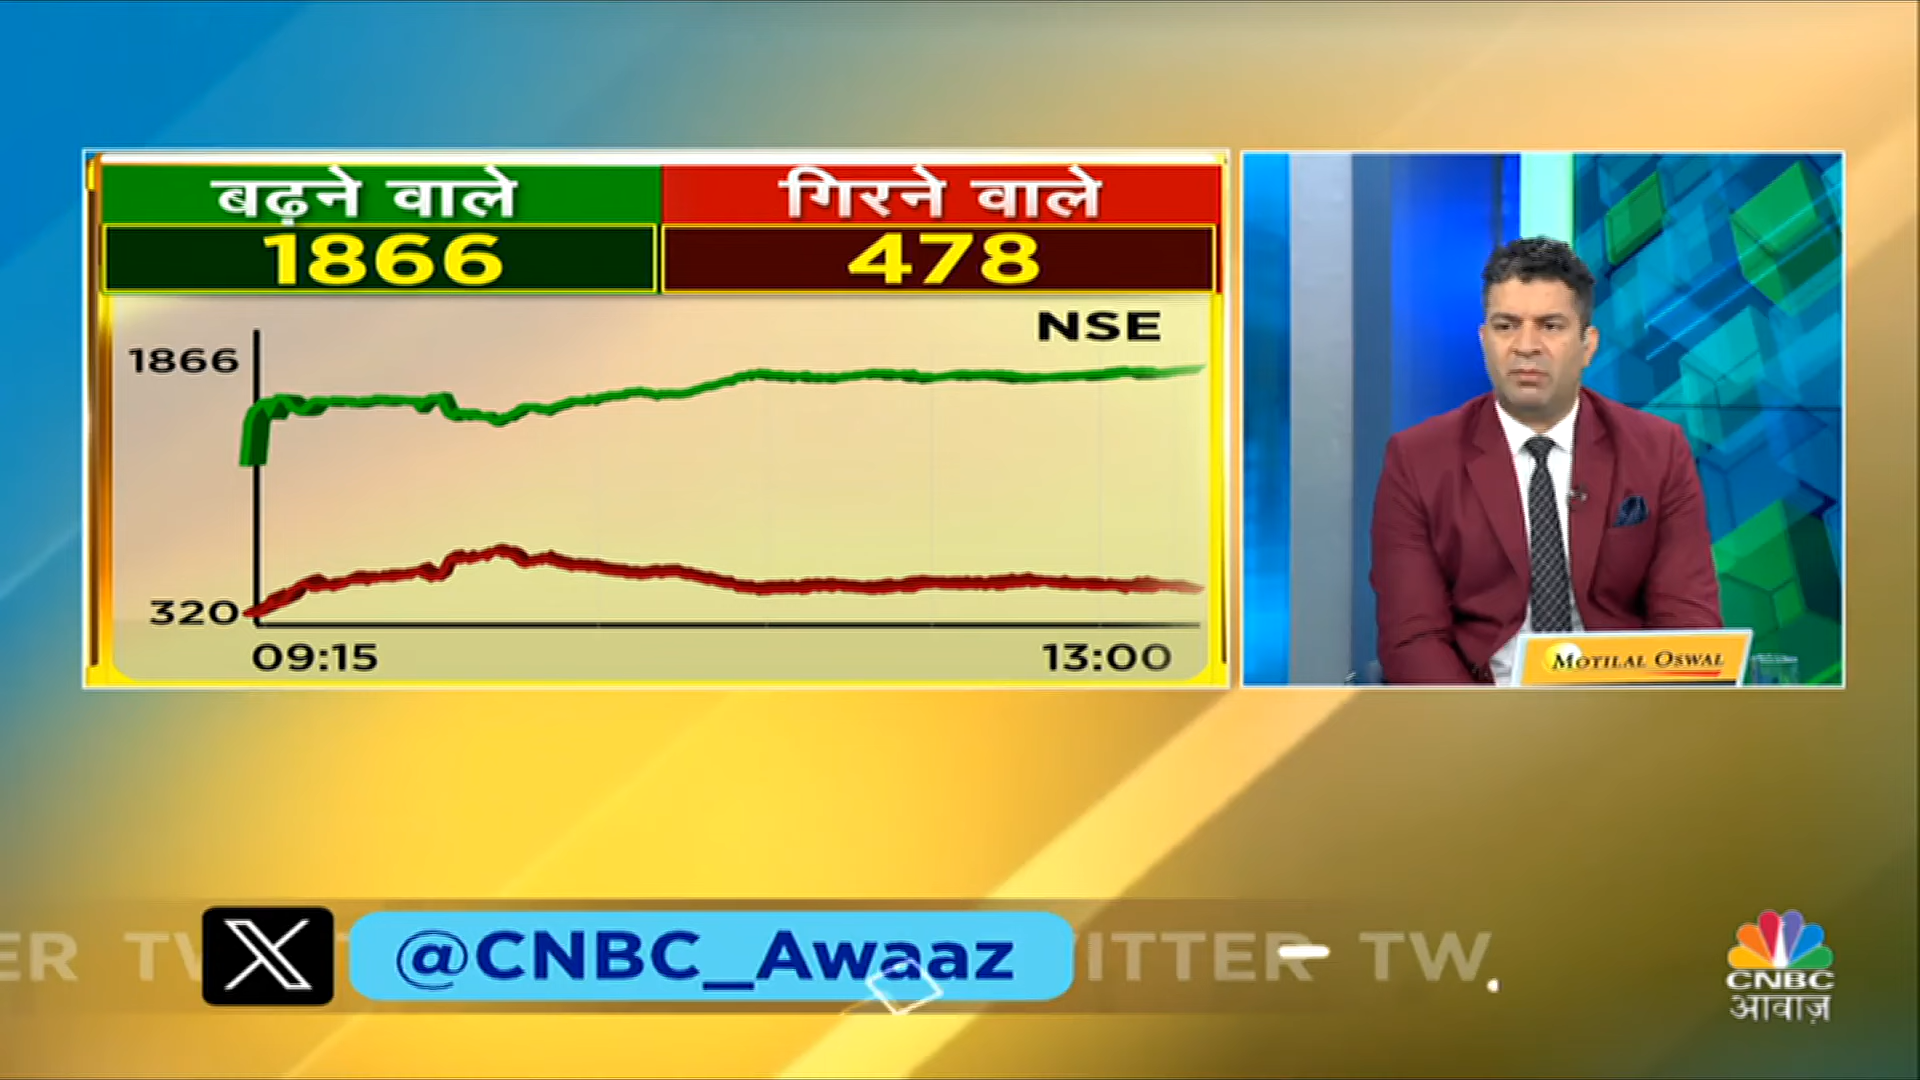 बढ़ने वाले
गिरने वाले
1866
478
NSE
1866
320
09:15
13:00
MOTILAL OSWAL
ER TW
X
@CNBC_Awaaz
ITTER TW
CNBC
आवाज़